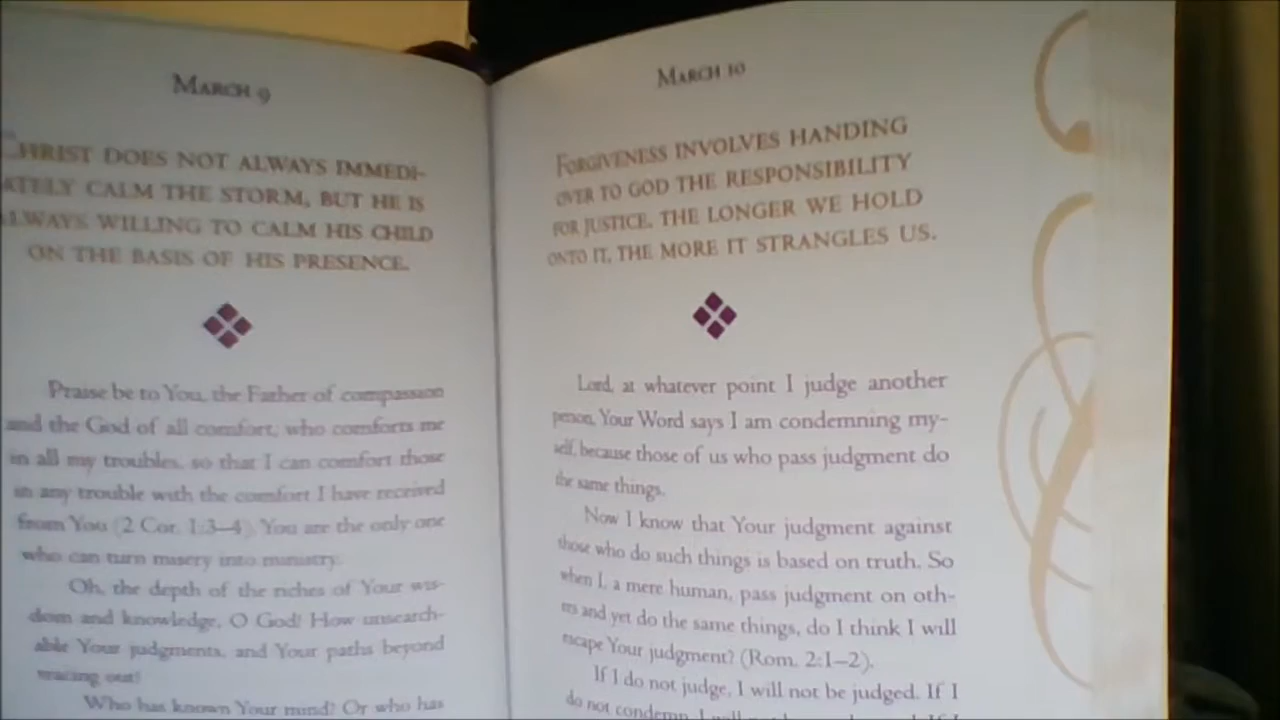 MARCH 9
CHRIST DOES NOT ALWAYS IMMEDI-
ATELY CALM THE STORM, BUT HE IS
ALWAYS WILLING TO CALM HIS CHILD
ON THE BASIS OF HIS PRESENCE.
Praise be to You, the Father of compassion
and the God of all comfort, who comforts me
in all my troubles, so that I can comfort those
in any trouble with the comfort I have received
from You (2 Cor. 1:3–4). You are the only one
who can turn misery into ministry.
Oh, the depth of the riches of Your wis-
dom and knowledge, O God! How unsearch-
able Your judgments, and Your paths beyond
tracing out!
Who has known Your mind? Or who has
MARCH 10
FORGIVENESS INVOLVES HANDING
OVER TO GOD THE RESPONSIBILITY
FOR JUSTICE. THE LONGER WE HOLD
ONTO IT, THE MORE IT STRANGLES US.
Lord, at whatever point I judge another
person, Your Word says I am condemning my-
self, because those of us who pass judgment do
the same things.
Now I know that Your judgment against
those who do such things is based on truth. So
when I, a mere human, pass judgment on oth-
ers and yet do the same things, do I think I will
escape Your judgment? (Rom. 2:1–2).
If I do not judge, I will not be judged. If I
do not condemn, I will